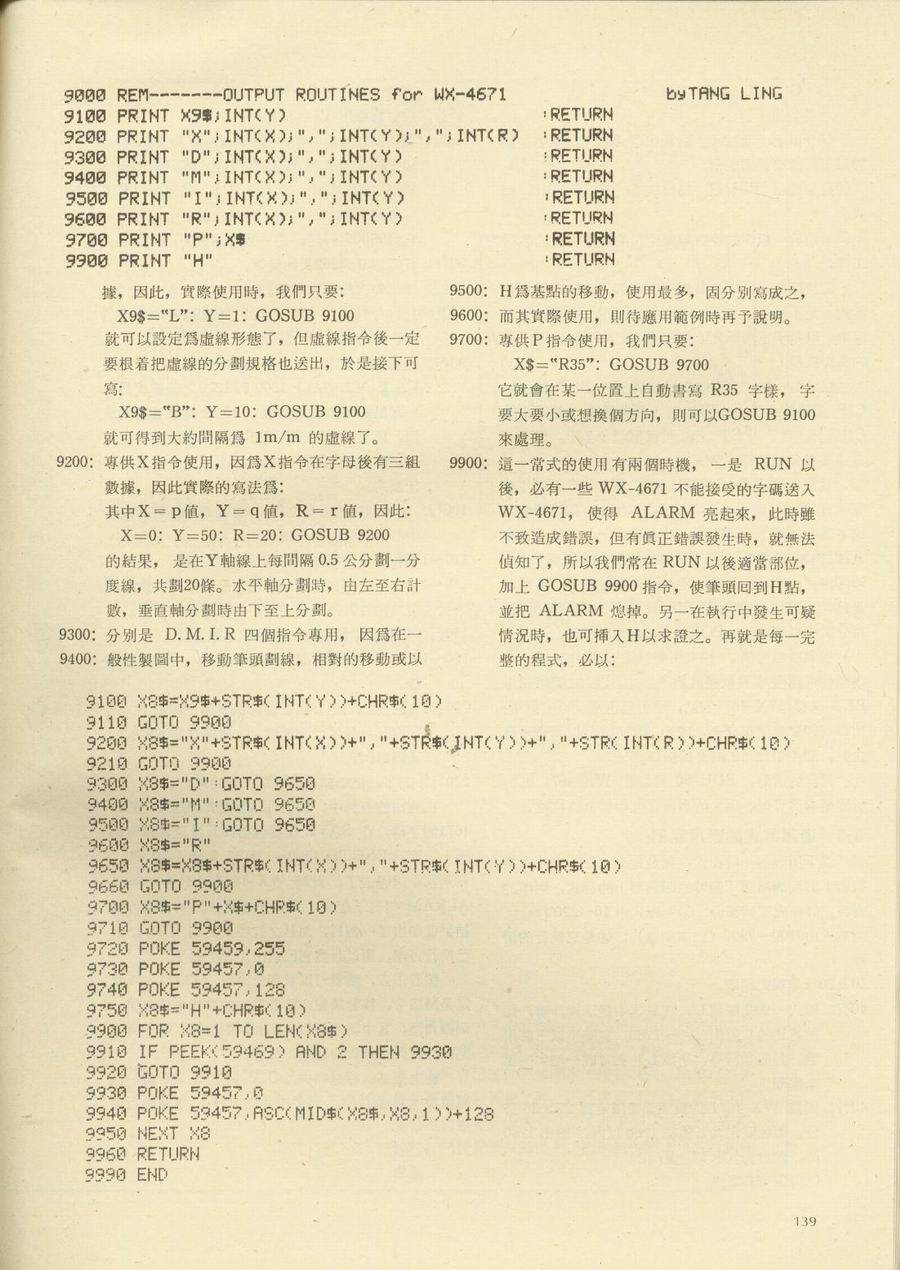 9000 REM-------OUTPUT ROUTINES for WX-4671 byTANG LING
9100 PRINT X9$;INT(Y) :RETURN
9200 PRINT "X";INT(X);",";INT(Y);",";INT(R) :RETURN
9300 PRINT "D";INT(X);",";INT(Y) :RETURN
9400 PRINT "M";INT(X);",";INT(Y) :RETURN
9500 PRINT "I";INT(X);",";INT(Y) :RETURN
9600 PRINT "R";INT(X);",";INT(Y) :RETURN
9700 PRINT "P";X$ :RETURN
9900 PRINT "H" :RETURN
據，因此，實際使用時，我們只要：
X9$="L": Y=1: GOSUB 9100
就可以設定爲虛線形態了，但虛線指令後一定
要根着把虛線的分劃規格也送出，於是接下可
寫：
X9$="B": Y=10: GOSUB 9100
就可得到大約間隔爲 1m/m 的虛線了。
9200: 專供X指令使用，因爲X指令在字母後有三組
數據，因此實際的寫法爲：
其中X＝p值，Y＝q值，R＝r值，因此：
X=0: Y=50: R=20: GOSUB 9200
的結果， 是在Y軸線上每間隔 0.5 公分劃一分
度線，共劃20條。水平軸分劃時，由左至右計
數，垂直軸分劃時由下至上分劃。
9300: 分別是 D. M. I. R 四個指令專用， 因爲在一
9400: 般性製圖中，移動筆頭劃線，相對的移動或以
9500: H爲基點的移動，使用最多，固分別寫成之，
9600: 而其實際使用，則待應用範例時再予說明。
9700: 專供P指令使用，我們只要：
X$="R35": GOSUB 9700
它就會在某一位置上自動書寫 R35 字樣， 字
要大要小或想換個方向，則可以GOSUB 9100
來處理。
9900: 這一常式的使用有兩個時機， 一是 RUN 以
後，必有一些 WX-4671 不能接受的字碼送入
WX-4671， 使得 ALARM 亮起來，此時雖
不致造成錯誤，但有眞正錯誤發生時，就無法
偵知了，所以我們常在 RUN 以後適當部位，
加上 GOSUB 9900 指令，使筆頭回到H點，
並把 ALARM 熄掉。另一在執行中發生可疑
情況時，也可挿入H以求證之。再就是每一完
整的程式，必以：
9100 X8$=X9$+STR$(INT(Y))+CHR$(10)
9110 GOTO 9900
9200 X8$="X"+STR$(INT(X))+","+STR$(INT(Y))+","+STR(INT(R))+CHR$(10)
9210 GOTO 9900
9300 X8$="D":GOTO 9650
9400 X8$="M":GOTO 9650
9500 X8$="I":GOTO 9650
9600 X8$="R"
9650 X8$=X8$+STR$(INT(X))+","+STR$(INT(Y))+CHR$(10)
9660 GOTO 9900
9700 X8$="P"+X$+CHR$(10)
9710 GOTO 9900
9720 POKE 59459,255
9730 POKE 59457,0
9740 POKE 59457,128
9750 X8$="H"+CHR$(10)
9900 FOR X8=1 TO LEN(X8$)
9910 IF PEEK(59469) AND 2 THEN 9930
9920 GOTO 9910
9930 POKE 59457,0
9940 POKE 59457,ASC(MID$(X8$,X8,1))+128
9950 NEXT X8
9960 RETURN
9990 END
139